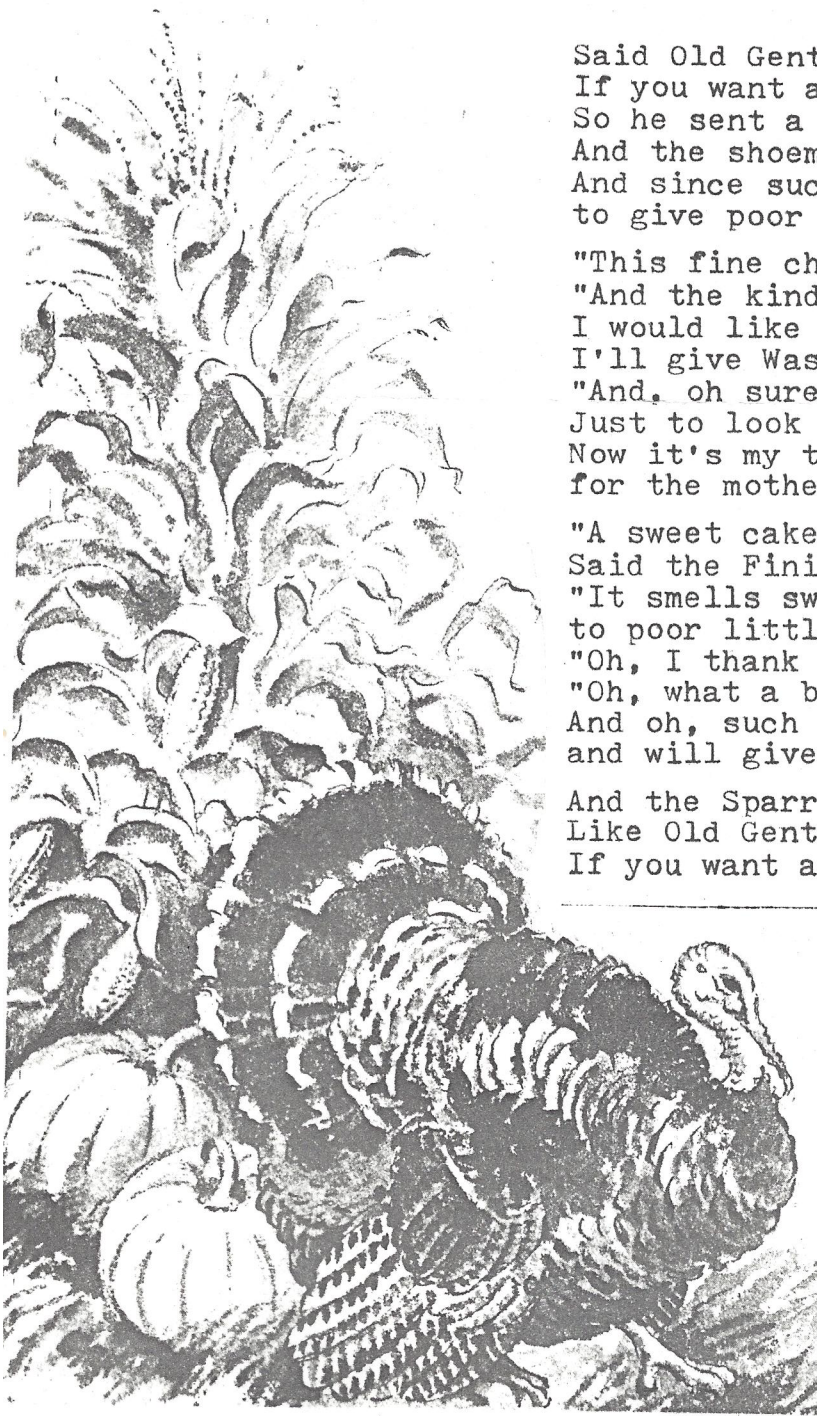 Said Old Gent
If you want a
So he sent a
And the shoem
And since suc
to give poor
"This fine ch
"And the kind
I would like
I'll give Was
"And. oh sure
Just to look
Now it's my t
for the mothe
"A sweet cake
Said the Fini
"It smells sw
to poor littl
"Oh, I thank
"Oh, what a b
And oh, such
and will give
And the Sparr
Like Old Gent
If you want a